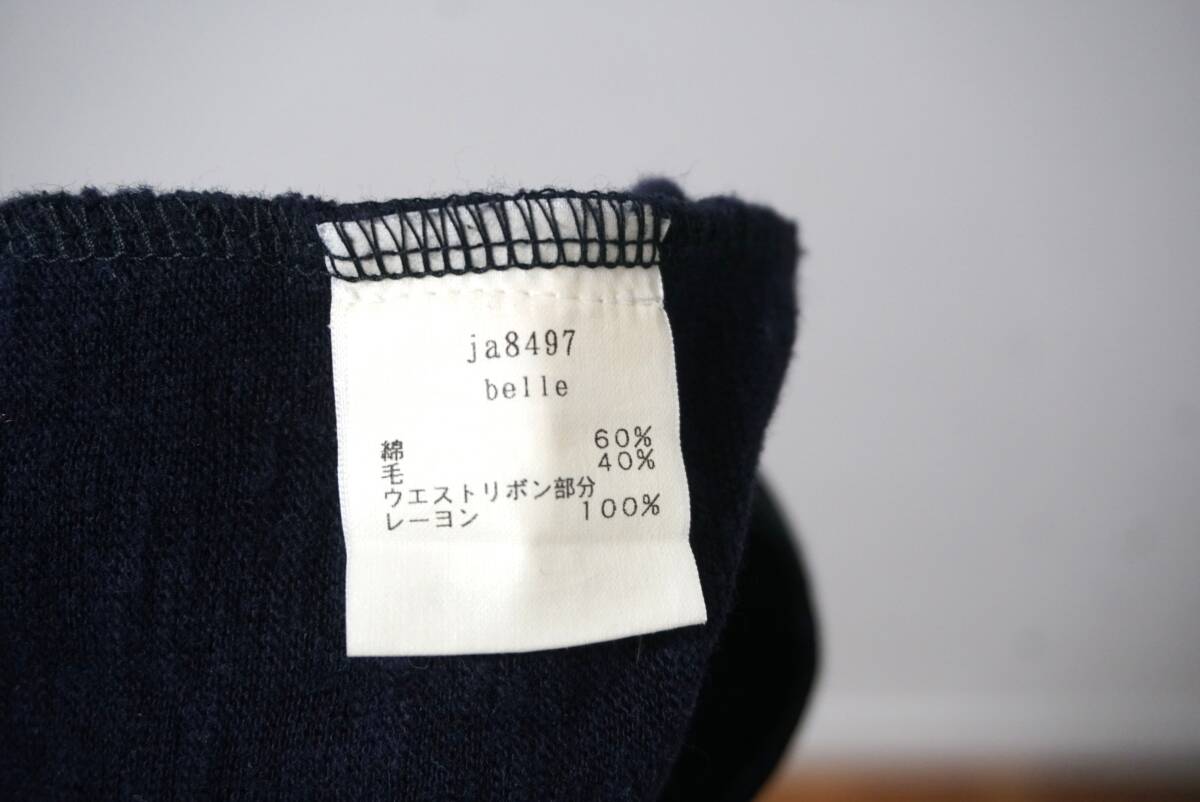 ja8497
belle
綿 60%
毛 40%
ウエストリボン部分
レーヨン 100%